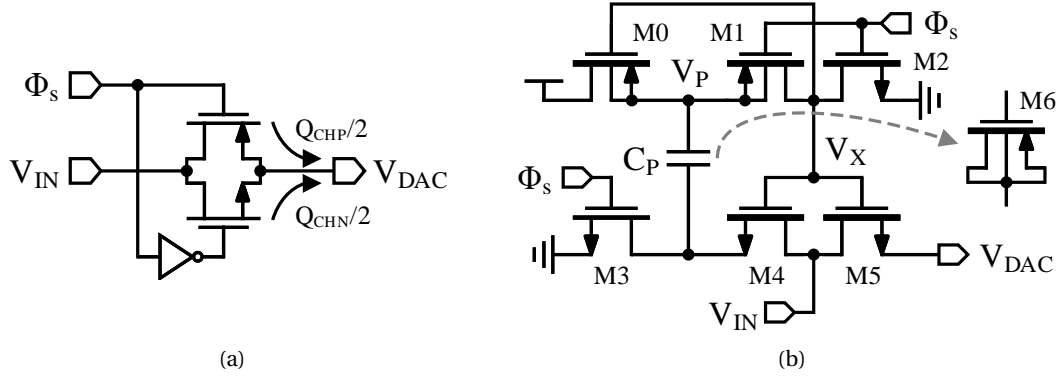 Φs
VIN
QCHP/2
QCHN/2
VDAC
(a)
M0
M1
Φs
M2
VP
M6
CP
VX
Φs
M3
M4
M5
VDAC
VIN
(b)